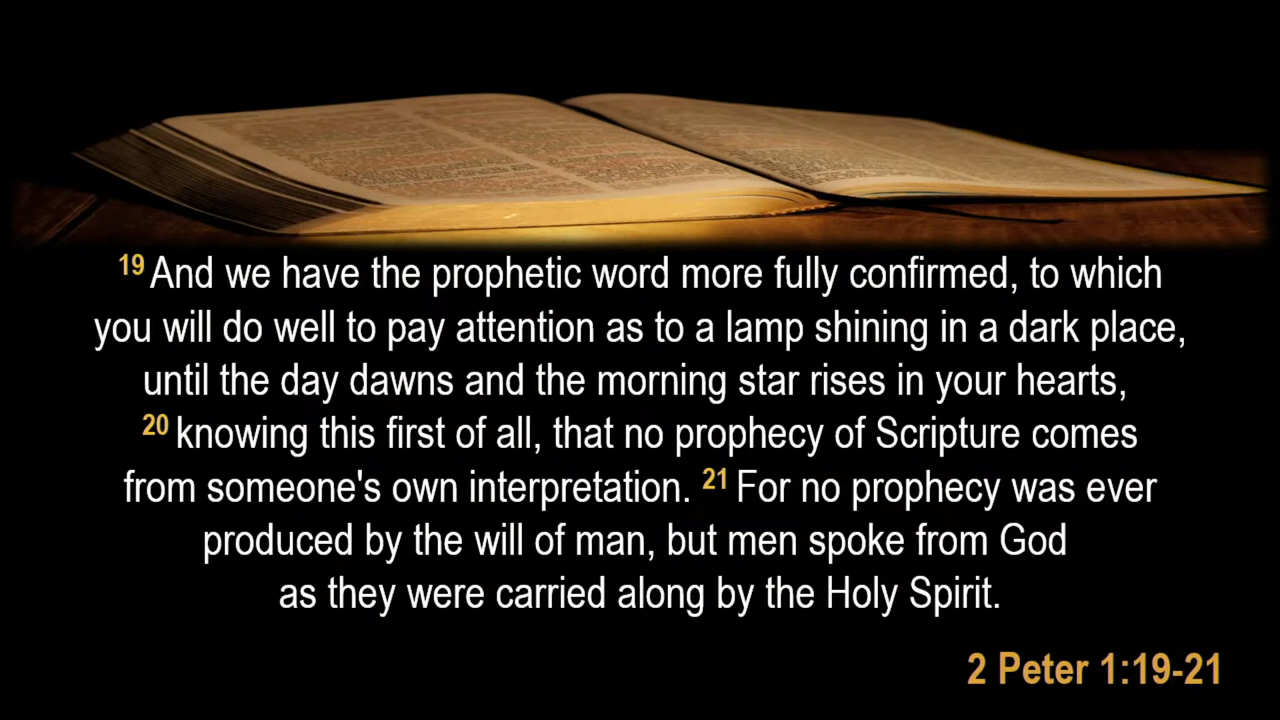 19 And we have the prophetic word more fully confirmed, to which
you will do well to pay attention as to a lamp shining in a dark place,
until the day dawns and the morning star rises in your hearts,
20 knowing this first of all, that no prophecy of Scripture comes
from someone's own interpretation. 21 For no prophecy was ever
produced by the will of man, but men spoke from God
as they were carried along by the Holy Spirit.
2 Peter 1:19-21